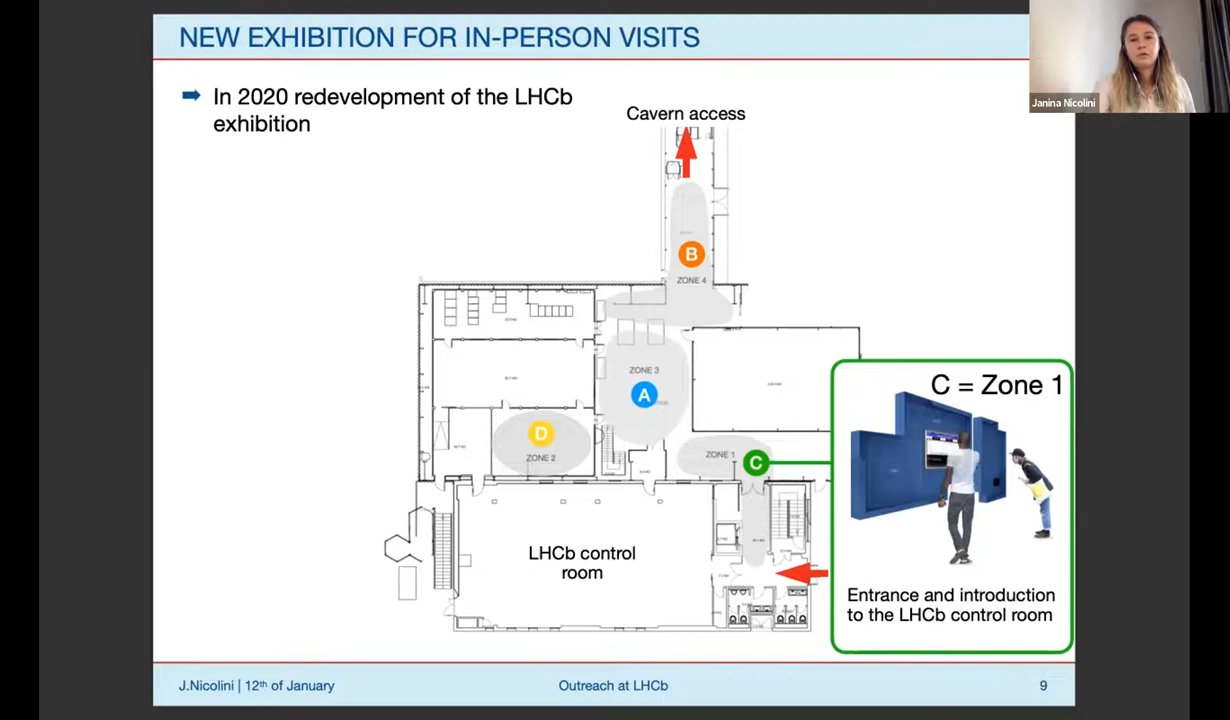 NEW EXHIBITION FOR IN-PERSON VISITS
Janina Nicolini
In 2020 redevelopment of the LHCb
exhibition
Cavern access
B
ZONE 4
ZONE 3
A
D
ZONE 2
ZONE 1
C
C = Zone 1
Entrance and introduction
to the LHCb control room
LHCb control
room
J.Nicolini | 12th of January
Outreach at LHCb
9